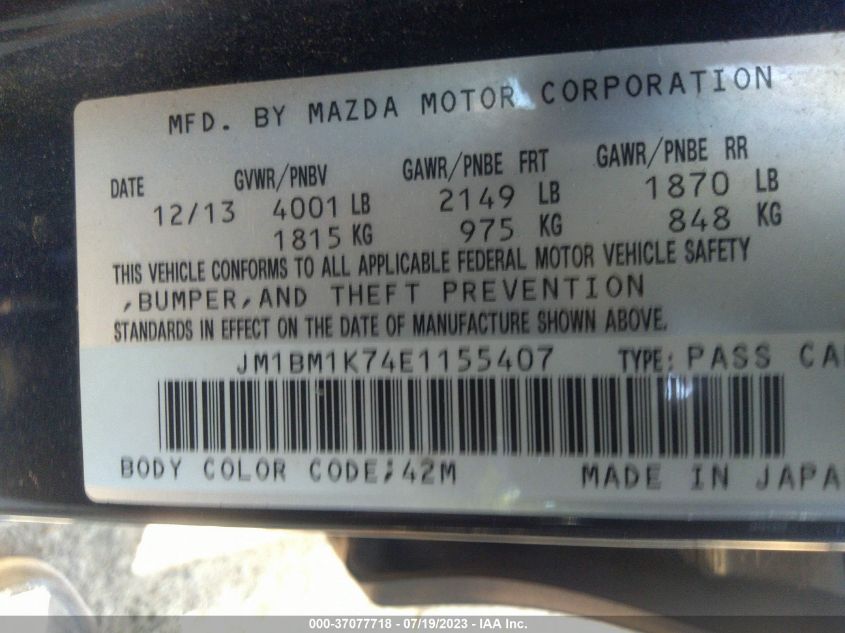 MFD. BY MAZDA MOTOR CORPORATION
DATE GVWR/PNBV GAWR/PNBE FRT GAWR/PNBE RR
12/13 4001 LB 2149 LB 1870 LB
1815 KG 975 KG 848 KG
THIS VEHICLE CONFORMS TO ALL APPLICABLE FEDERAL MOTOR VEHICLE SAFETY
,BUMPER,AND THEFT PREVENTION
STANDARDS IN EFFECT ON THE DATE OF MANUFACTURE SHOWN ABOVE.
JM1BM1K74E1155407 TYPE: PASS CA
BODY COLOR CODE;42M MADE IN JAPA
000-37077718 - 07/19/2023 - IAA Inc.